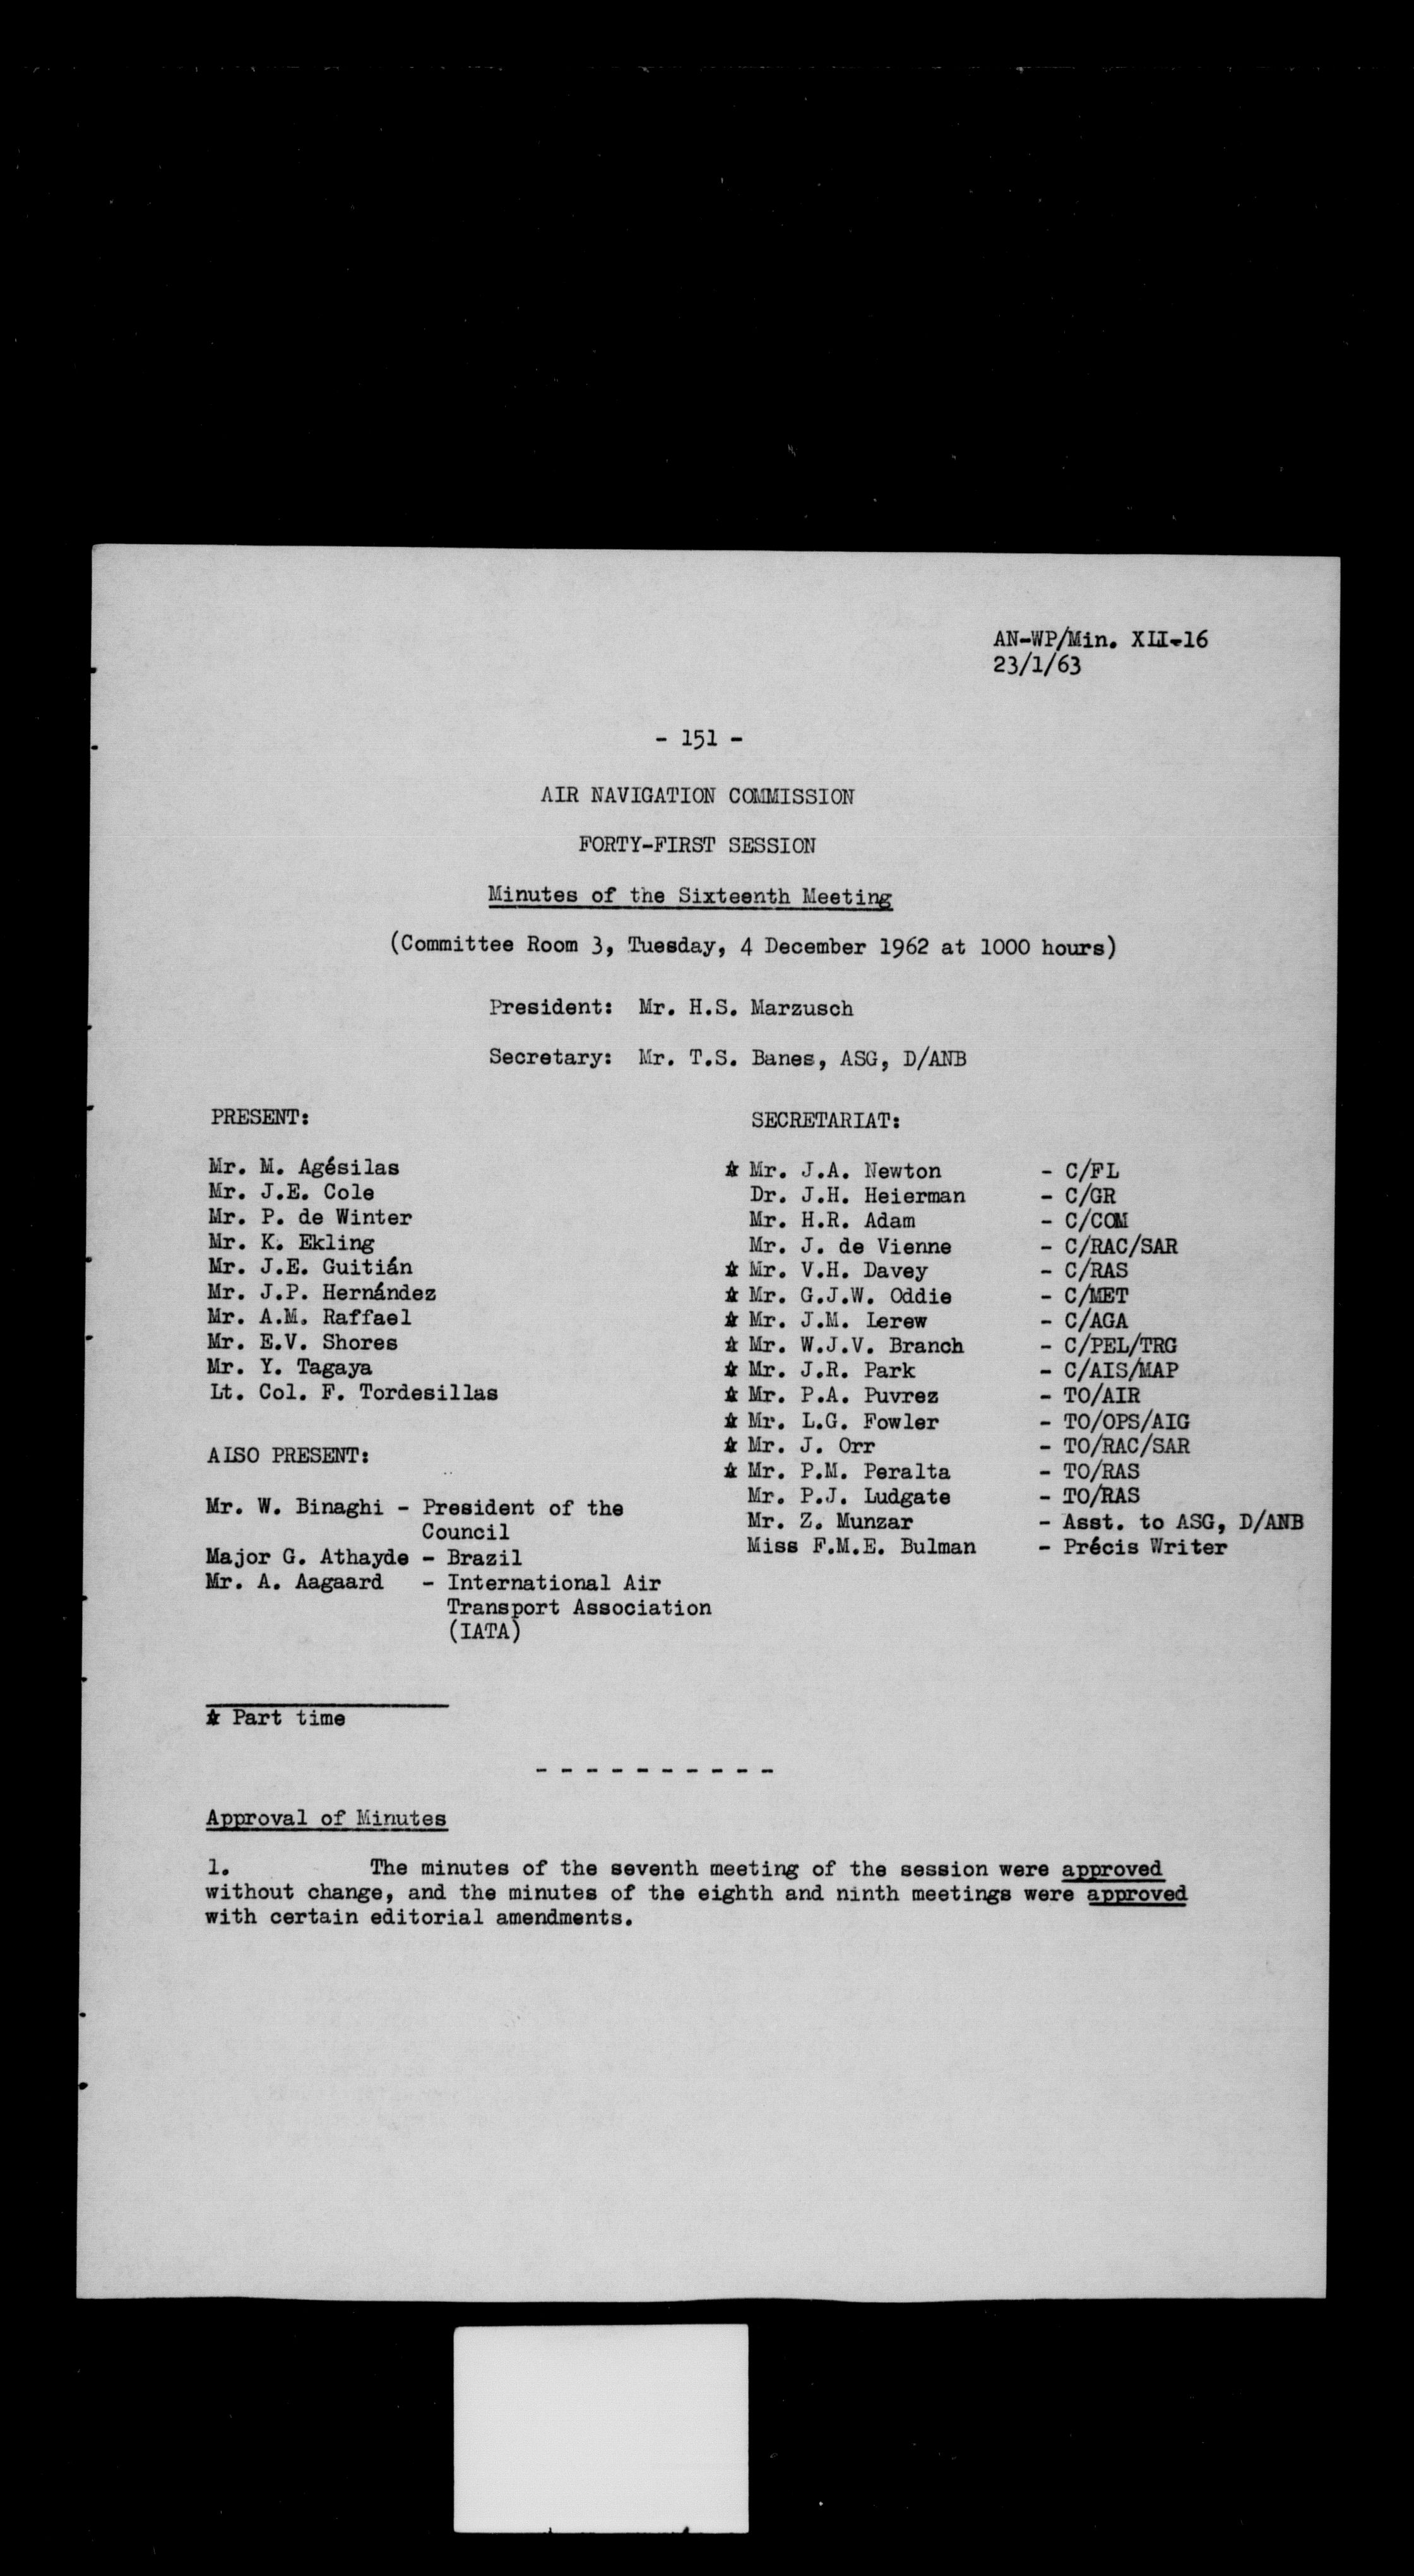 AN-WP/Min. XLI-16
23/1/63
- 151 -
AIR NAVIGATION COMMISSION
FORTY-FIRST SESSION
Minutes of the Sixteenth Meeting
(Committee Room 3, Tuesday, 4 December 1962 at 1000 hours)
President: Mr. H.S. Marzusch
Secretary: Mr. T.S. Banes, ASG, D/ANB
PRESENT:
Mr. M. Agésilas
Mr. J.E. Cole
Mr. P. de Winter
Mr. K. Ekling
Mr. J.E. Guitián
Mr. J.P. Hernández
Mr. A.M. Raffael
Mr. E.V. Shores
Mr. Y. Tagaya
Lt. Col. F. Tordesillas
ALSO PRESENT:
Mr. W. Binaghi - President of the
Council
Major G. Athayde - Brazil
Mr. A. Aagaard - International Air
Transport Association
(IATA)
SECRETARIAT:
* Mr. J.A. Newton - C/FL
Dr. J.H. Heierman - C/GR
Mr. H.R. Adam - C/COM
Mr. J. de Vienne - C/RAC/SAR
* Mr. V.H. Davey - C/RAS
* Mr. G.J.W. Oddie - C/MET
* Mr. J.M. Lerew - C/AGA
* Mr. W.J.V. Branch - C/PEL/TRG
* Mr. J.R. Park - C/AIS/MAP
* Mr. P.A. Puvrez - TO/AIR
* Mr. L.G. Fowler - TO/OPS/AIG
* Mr. J. Orr - TO/RAC/SAR
* Mr. P.M. Peralta - TO/RAS
Mr. P.J. Ludgate - TO/RAS
Mr. Z. Munzar - Asst. to ASG, D/ANB
Miss F.M.E. Bulman - Précis Writer
* Part time
- - - - - - - - - -
Approval of Minutes
1. The minutes of the seventh meeting of the session were approved
without change, and the minutes of the eighth and ninth meetings were approved
with certain editorial amendments.